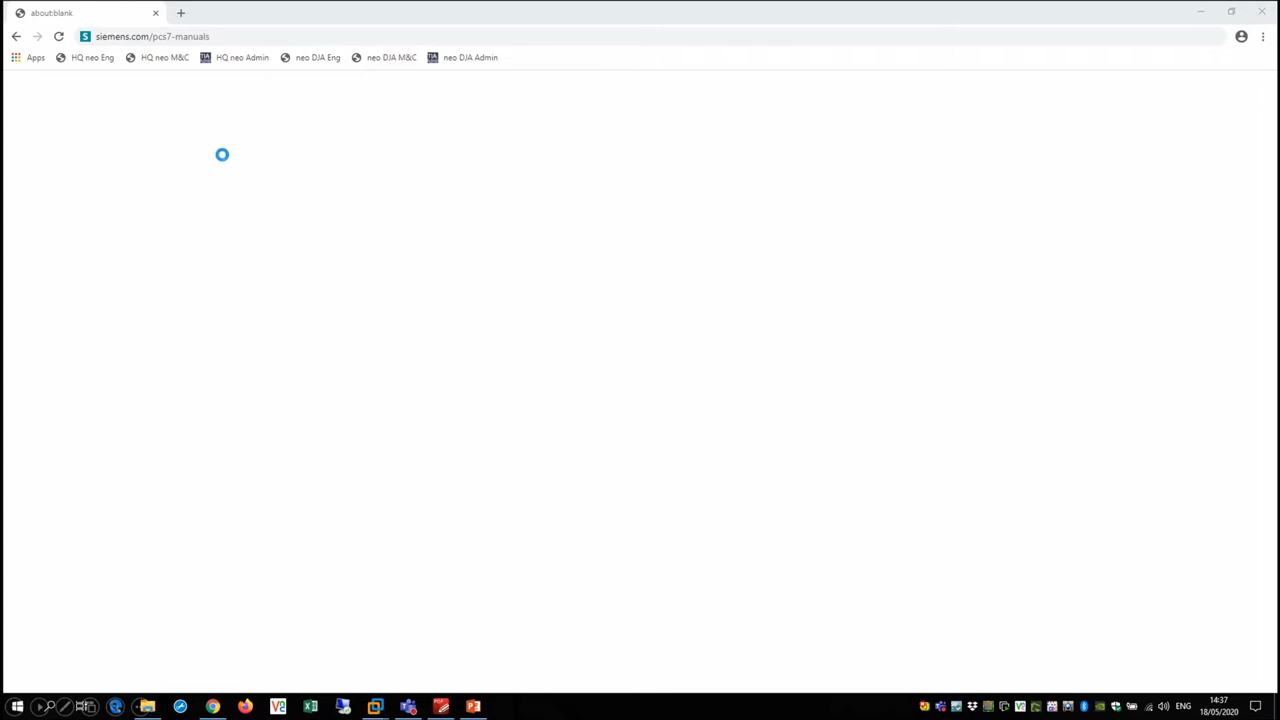 about:blank
siemens.com/pcs7-manuals
Apps HQ neo Eng HQ neo M&C HQ neo Admin neo DJA Eng neo DJA M&C neo DJA Admin
14:37
ENG
18/05/2020